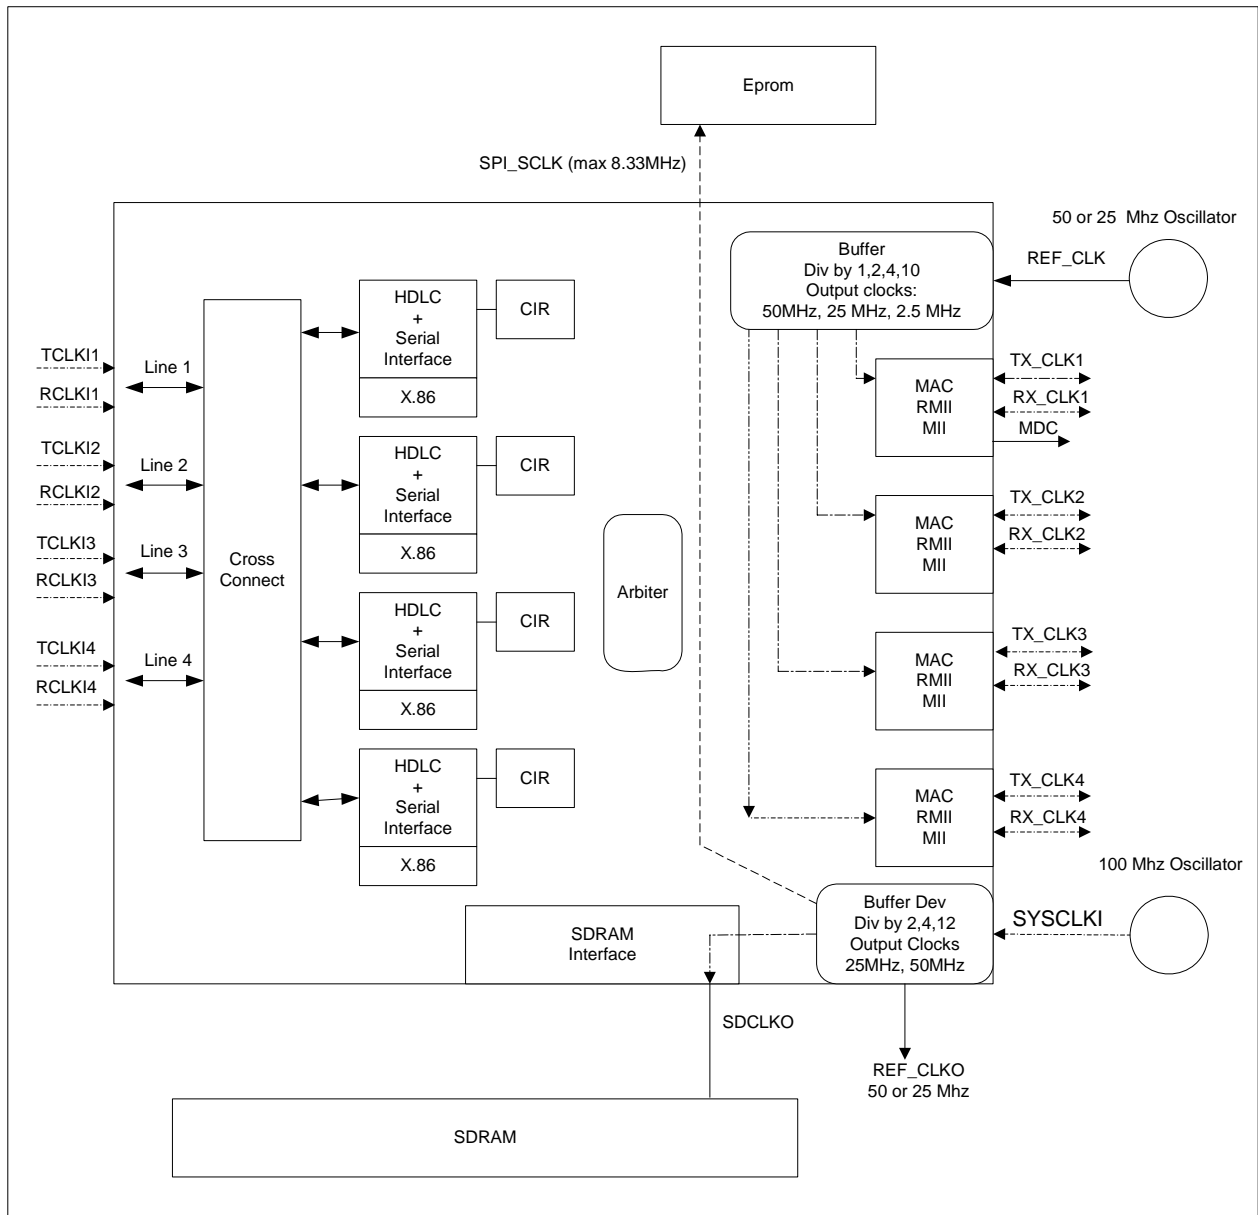 Eprom
SPI_SCLK (max 8.33MHz)
50 or 25 Mhz Oscillator
REF_CLK
Buffer
Div by 1,2,4,10
Output clocks:
50MHz, 25 MHz, 2.5 MHz
HDLC
+
Serial
Interface
X.86
CIR
TCLKI1
RCLKI1
Line 1
TX_CLK1
RX_CLK1
MDC
MAC
RMII
MII
HDLC
+
Serial
Interface
X.86
CIR
TCLKI2
RCLKI2
Line 2
MAC
RMII
MII
TX_CLK2
RX_CLK2
TCLKI3
RCLKI3
Line 3
Cross
Connect
Arbiter
HDLC
+
Serial
Interface
X.86
CIR
MAC
RMII
MII
TX_CLK3
RX_CLK3
TCLKI4
RCLKI4
Line 4
HDLC
+
Serial
Interface
X.86
CIR
MAC
RMII
MII
TX_CLK4
RX_CLK4
100 Mhz Oscillator
SYSCLKI
Buffer Dev
Div by 2,4,12
Output Clocks
25MHz, 50MHz
SDRAM
Interface
SDCLKO
REF_CLKO
50 or 25 Mhz
SDRAM